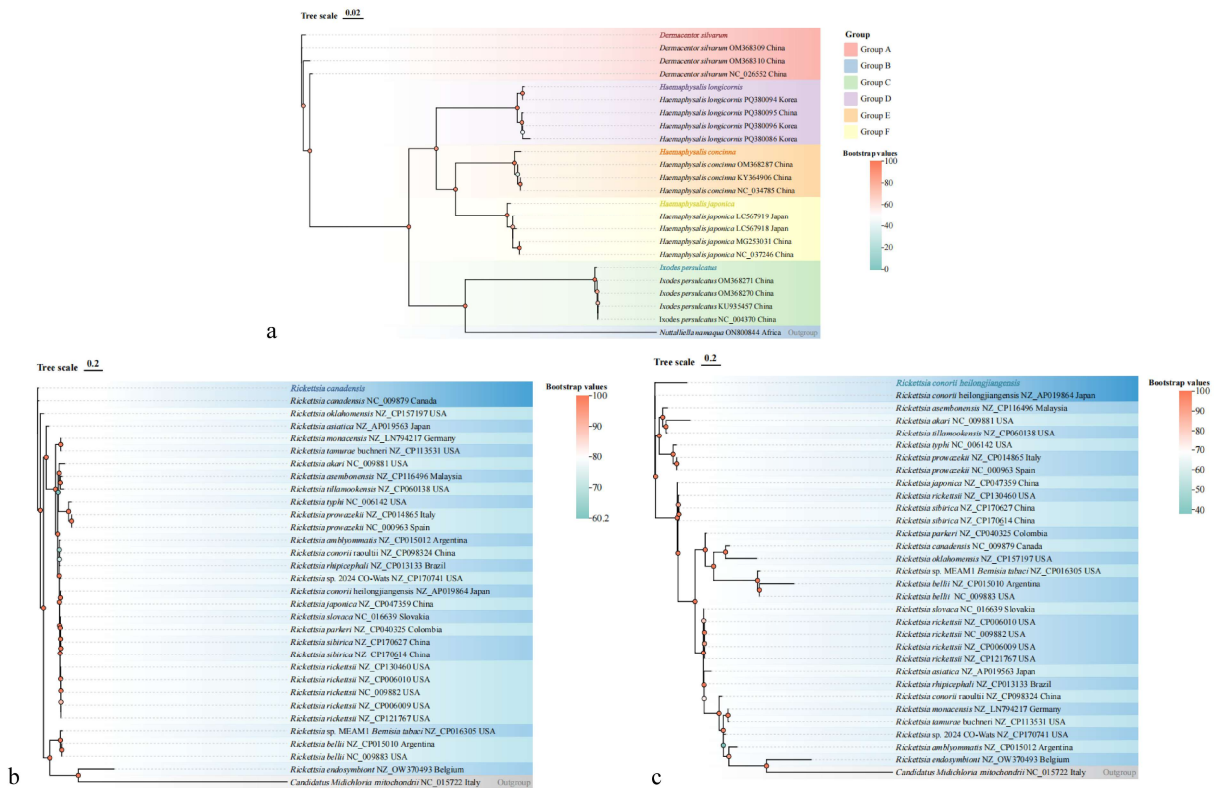 Tree scale 0.02
Dermacentor silvarum
Dermacentor silvarum OM368309 China
Dermacentor silvarum OM368310 China
Dermacentor silvarum NC_026552 China
Haemaphysalis longicornis
Haemaphysalis longicornis PQ380094 Korea
Haemaphysalis longicornis PQ380095 China
Haemaphysalis longicornis PQ380096 Korea
Haemaphysalis longicornis PQ380086 Korea
Haemaphysalis concinna
Haemaphysalis concinna OM368287 China
Haemaphysalis concinna KY364906 China
Haemaphysalis concinna NC_034785 China
Haemaphysalis japonica
Haemaphysalis japonica LC567919 Japan
Haemaphysalis japonica LC567918 Japan
Haemaphysalis japonica MG253031 China
Haemaphysalis japonica NC_037246 China
Ixodes persulcatus
Ixodes persulcatus OM368271 China
Ixodes persulcatus OM368270 China
Ixodes persulcatus KU935457 China
Ixodes persulcatus NC_004370 China
Nuttalliella namaqua ON800844 Africa Outgroup
Group
Group A
Group B
Group C
Group D
Group E
Group F
Bootstrap values
100
80
60
40
20
0
a
Tree scale 0.2
Rickettsia canadensis
Rickettsia canadensis NC_009879 Canada
Rickettsia oklahomensis NZ_CP157197 USA
Rickettsia asiatica NZ_AP019563 Japan
Rickettsia monacensis NZ_LN794217 Germany
Rickettsia tamurae buchneri NZ_CP113531 USA
Rickettsia akari NC_009881 USA
Rickettsia asembonensis NZ_CP116496 Malaysia
Rickettsia tillamookensis NZ_CP060138 USA
Rickettsia typhi NC_006142 USA
Rickettsia prowazekii NZ_CP014865 Italy
Rickettsia prowazekii NC_000963 Spain
Rickettsia amblyommatis NZ_CP015012 Argentina
Rickettsia conorii raoultii NZ_CP098324 China
Rickettsia rhipicephali NZ_CP013133 Brazil
Rickettsia sp. 2024 CO-Wats NZ_CP170741 USA
Rickettsia conorii heilongjiangensis NZ_AP019864 Japan
Rickettsia japonica NZ_CP047359 China
Rickettsia slovaca NC_016639 Slovakia
Rickettsia parkeri NZ_CP040325 Colombia
Rickettsia sibirica NZ_CP170627 China
Rickettsia sibirica NZ_CP170614 China
Rickettsia rickettsii NZ_CP130460 USA
Rickettsia rickettsii NZ_CP006010 USA
Rickettsia rickettsii NC_009882 USA
Rickettsia rickettsii NZ_CP006009 USA
Rickettsia rickettsii NZ_CP121767 USA
Rickettsia sp. MEAM1 Bemisia tabaci NZ_CP016305 USA
Rickettsia bellii NZ_CP015010 Argentina
Rickettsia bellii NC_009883 USA
Rickettsia endosymbiont NZ_OW370493 Belgium
Candidatus Midichloria mitochondrii NC_015722 Italy Outgroup
Bootstrap values
100
90
80
70
60.2
b
Tree scale 0.2
Rickettsia conorii heilongjiangensis
Rickettsia conorii heilongjiangensis NZ_AP019864 Japan
Rickettsia asembonensis NZ_CP116496 Malaysia
Rickettsia akari NC_009881 USA
Rickettsia tillamookensis NZ_CP060138 USA
Rickettsia typhi NC_006142 USA
Rickettsia prowazekii NZ_CP014865 Italy
Rickettsia prowazekii NC_000963 Spain
Rickettsia japonica NZ_CP047359 China
Rickettsia rickettsii NZ_CP130460 USA
Rickettsia sibirica NZ_CP170627 China
Rickettsia sibirica NZ_CP170614 China
Rickettsia parkeri NZ_CP040325 Colombia
Rickettsia canadensis NC_009879 Canada
Rickettsia oklahomensis NZ_CP157197 USA
Rickettsia sp. MEAM1 Bemisia tabaci NZ_CP016305 USA
Rickettsia bellii NZ_CP015010 Argentina
Rickettsia bellii NC_009883 USA
Rickettsia slovaca NC_016639 Slovakia
Rickettsia rickettsii NZ_CP006010 USA
Rickettsia rickettsii NC_009882 USA
Rickettsia rickettsii NZ_CP006009 USA
Rickettsia rickettsii NZ_CP121767 USA
Rickettsia asiatica NZ_AP019563 Japan
Rickettsia rhipicephali NZ_CP013133 Brazil
Rickettsia conorii raoultii NZ_CP098324 China
Rickettsia monacensis NZ_LN794217 Germany
Rickettsia tamurae buchneri NZ_CP113531 USA
Rickettsia sp. 2024 CO-Wats NZ_CP170741 USA
Rickettsia amblyommatis NZ_CP015012 Argentina
Rickettsia endosymbiont NZ_OW370493 Belgium
Candidatus Midichloria mitochondrii NC_015722 Italy Outgroup
Bootstrap values
100
80
60
40
c